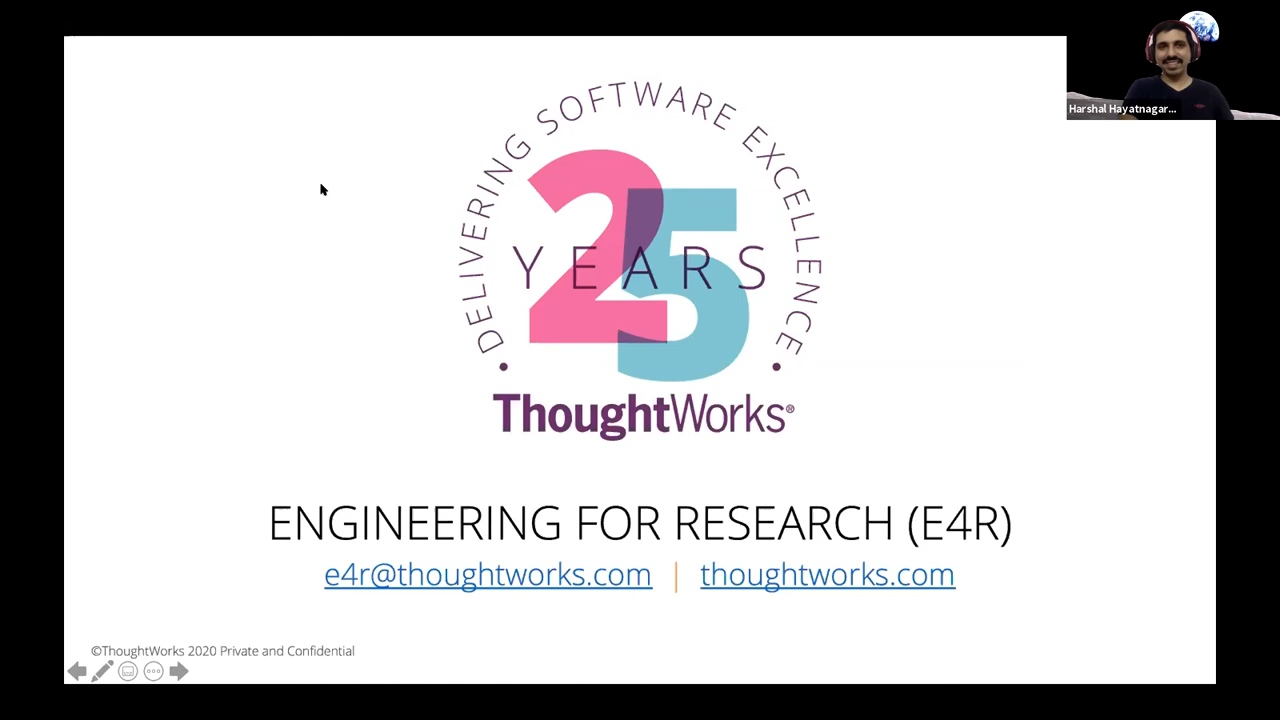 Harshal Hayatnagar...
DELIVERING SOFTWARE EXCELLENCE
25
YEARS
ThoughtWorks®
ENGINEERING FOR RESEARCH (E4R)
e4r@thoughtworks.com | thoughtworks.com
©ThoughtWorks 2020 Private and Confidential